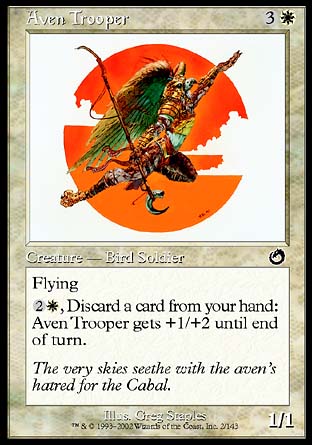 Aven Trooper 3
Creature — Bird Soldier
Flying
2, Discard a card from your hand:
Aven Trooper gets +1/+2 until end
of turn.
The very skies seethe with the aven's
hatred for the Cabal.
Illus. Greg Staples
1/1
™ & © 1993–2002 Wizards of the Coast, Inc. 2/143